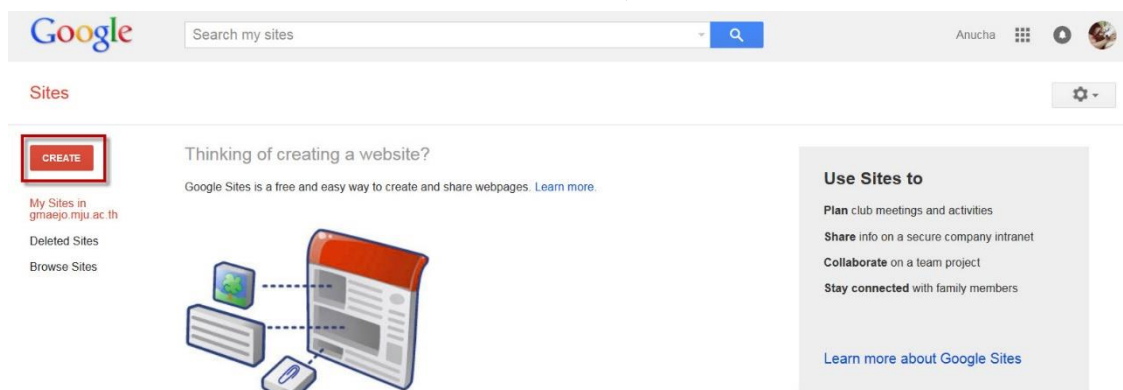 Google
Search my sites
Anucha
Sites
CREATE
My Sites in
gmaejo.mju.ac.th
Deleted Sites
Browse Sites
Thinking of creating a website?
Google Sites is a free and easy way to create and share webpages. Learn more.
Use Sites to
Plan club meetings and activities
Share info on a secure company intranet
Collaborate on a team project
Stay connected with family members
Learn more about Google Sites